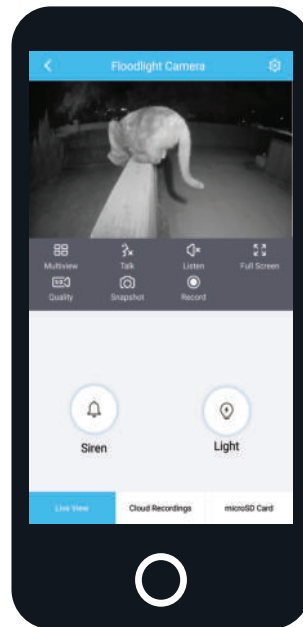 Floodlight Camera
Multiview Talk Listen Full Screen
Quality Snapshot Record
Siren Light
Live View Cloud Recordings microSD Card